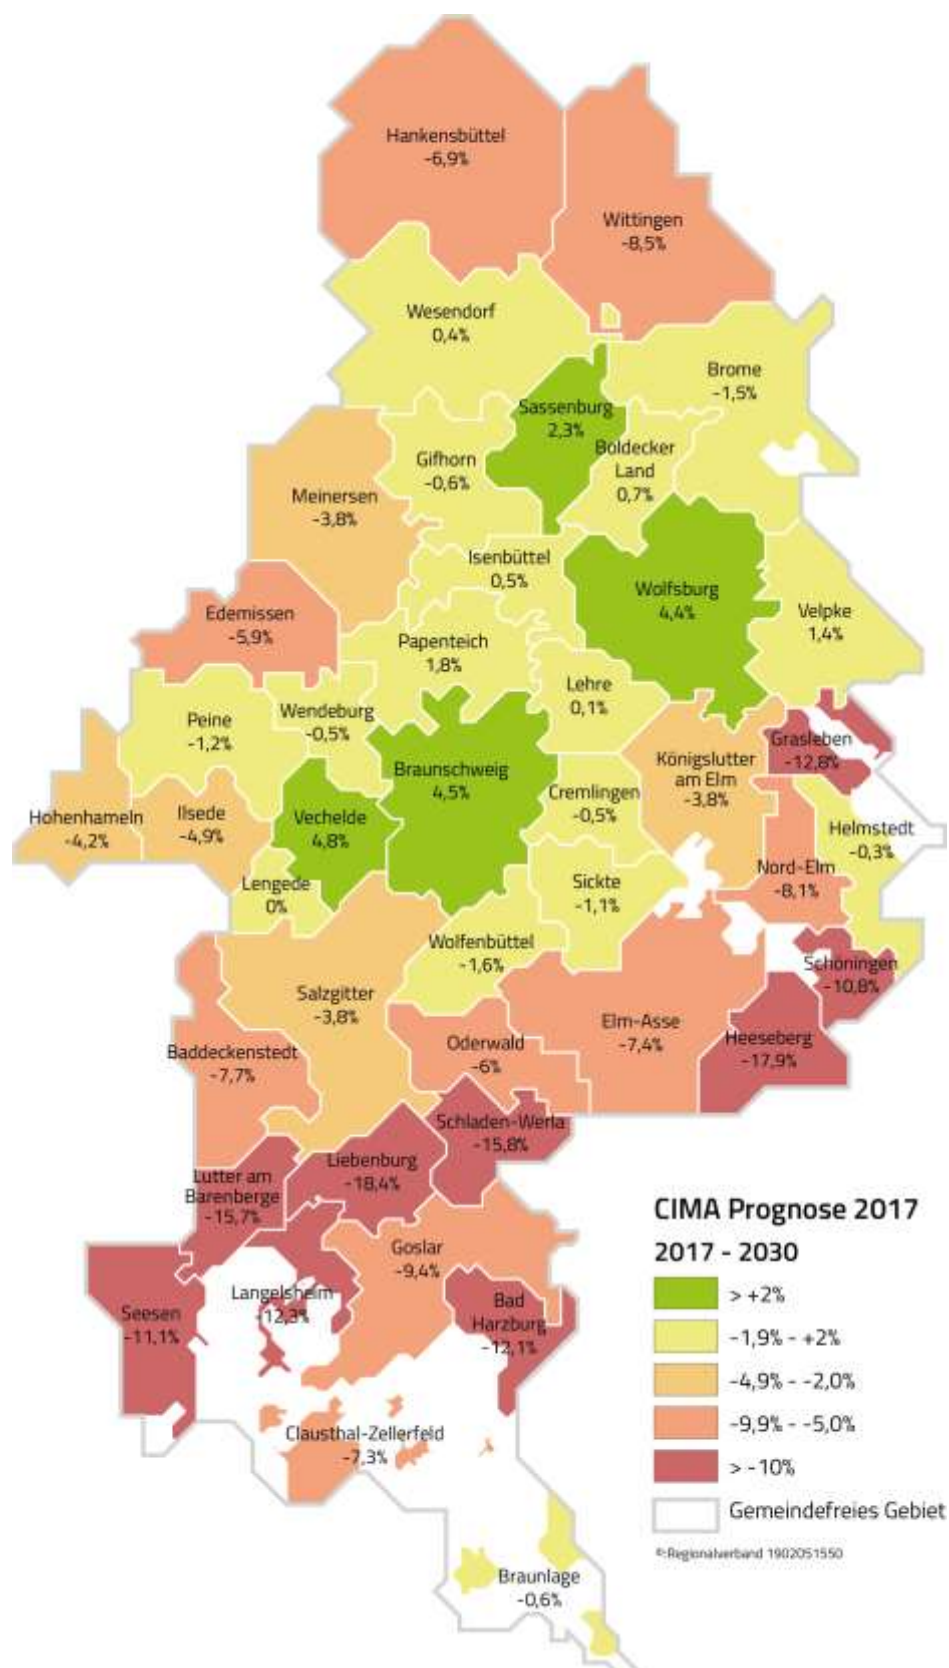 Hankensbüttel
-6,9%
Wittingen
-8,5%
Wesendorf
0,4%
Brome
-1,5%
Sassenburg
2,3%
Gifhorn
-0,6%
Boldecker
Land
0,7%
Meinersen
-3,8%
Isenbüttel
0,5%
Wolfsburg
4,4%
Edemissen
-5,9%
Velpke
1,4%
Papenteich
1,8%
Lehre
0,1%
Peine
-1,2%
Wendeburg
-0,5%
Grasleben
-12,8%
Braunschweig
4,5%
Königslutter
am Elm
-3,8%
Cremlingen
-0,5%
Hohenhameln
-4,2%
Ilsede
-4,9%
Vechelde
4,8%
Helmstedt
-0,3%
Nord-Elm
-8,1%
Lengede
0%
Sickte
-1,1%
Wolfenbüttel
-1,6%
Schöningen
-10,8%
Salzgitter
-3,8%
Elm-Asse
-7,4%
Heeseberg
-17,9%
Baddeckenstedt
-7,7%
Oderwald
-6%
Schladen-Werla
-15,8%
Liebenburg
-18,4%
Lutter am
Barenberge
-15,7%
Goslar
-9,4%
Langelsheim
-12,3%
Seesen
-11,1%
Bad
Harzburg
-12,1%
Clausthal-Zellerfeld
-7,3%
Braunlage
-0,6%
CIMA Prognose 2017
2017 - 2030
> +2%
-1,9% - +2%
-4,9% - -2,0%
-9,9% - -5,0%
> -10%
Gemeindefreies Gebiet
©-Regionalverband 1902051550